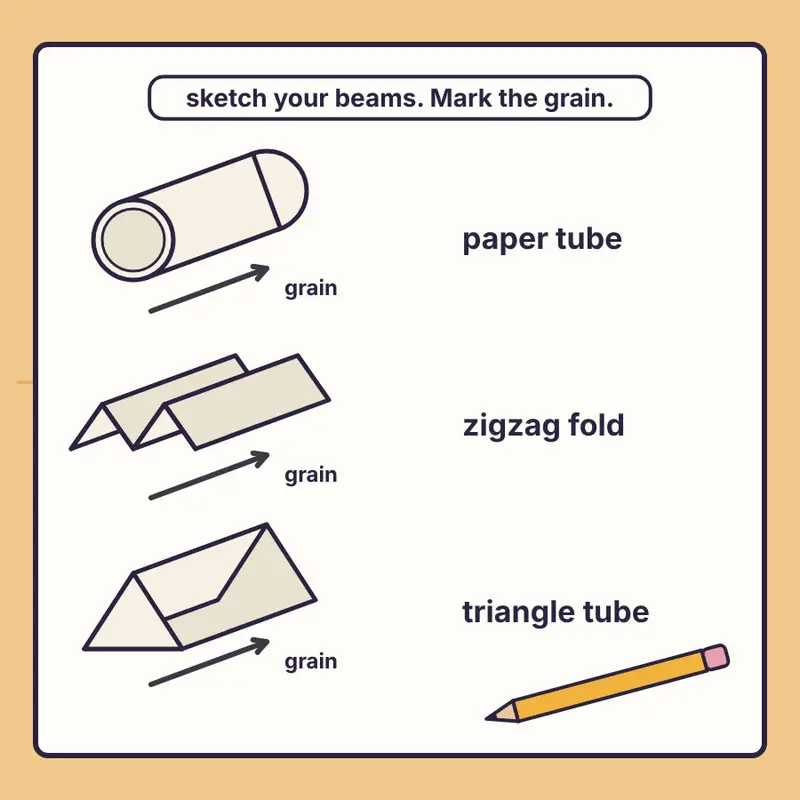 sketch your beams. Mark the grain.
paper tube
grain
zigzag fold
grain
triangle tube
grain